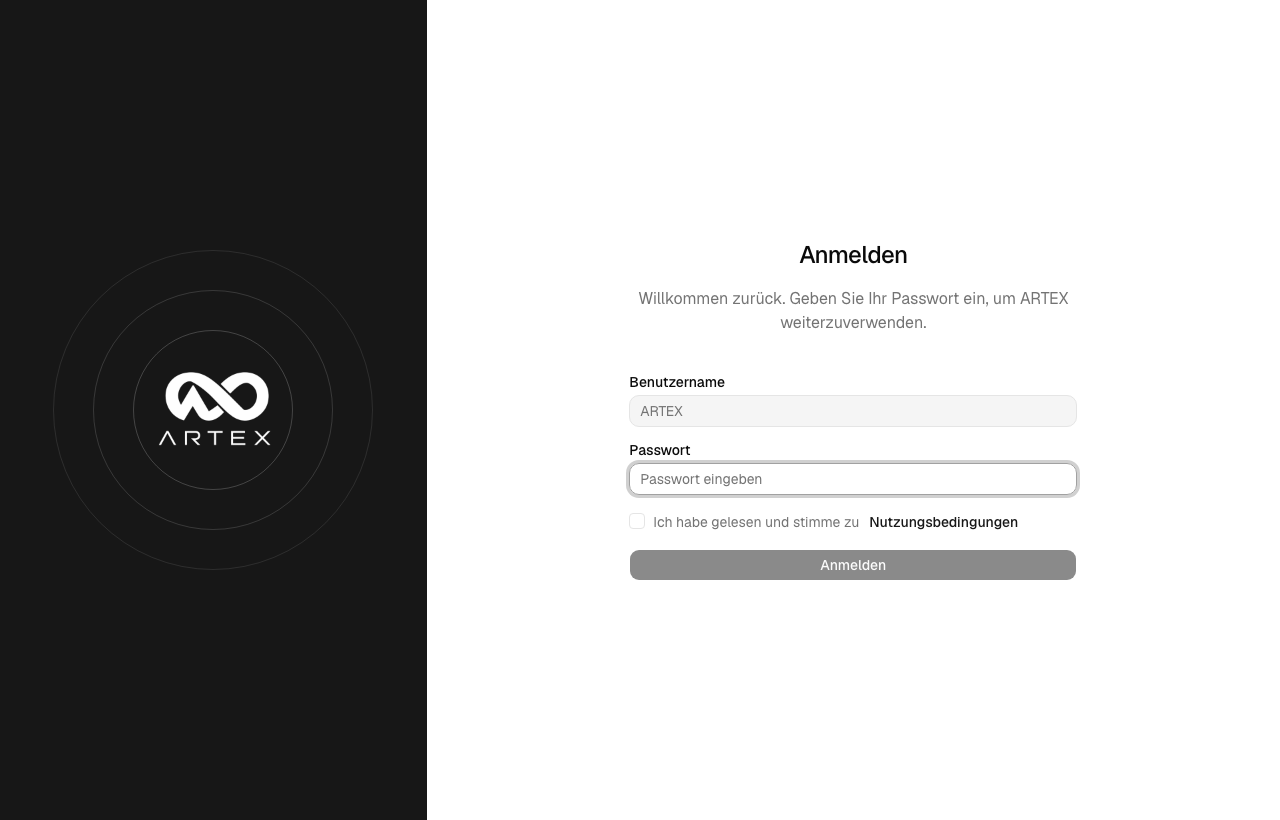 ARTEX
Anmelden
Willkommen zurück. Geben Sie Ihr Passwort ein, um ARTEX
weiterzuverwenden.
Benutzername
ARTEX
Passwort
Passwort eingeben
Ich habe gelesen und stimme zu Nutzungsbedingungen
Anmelden